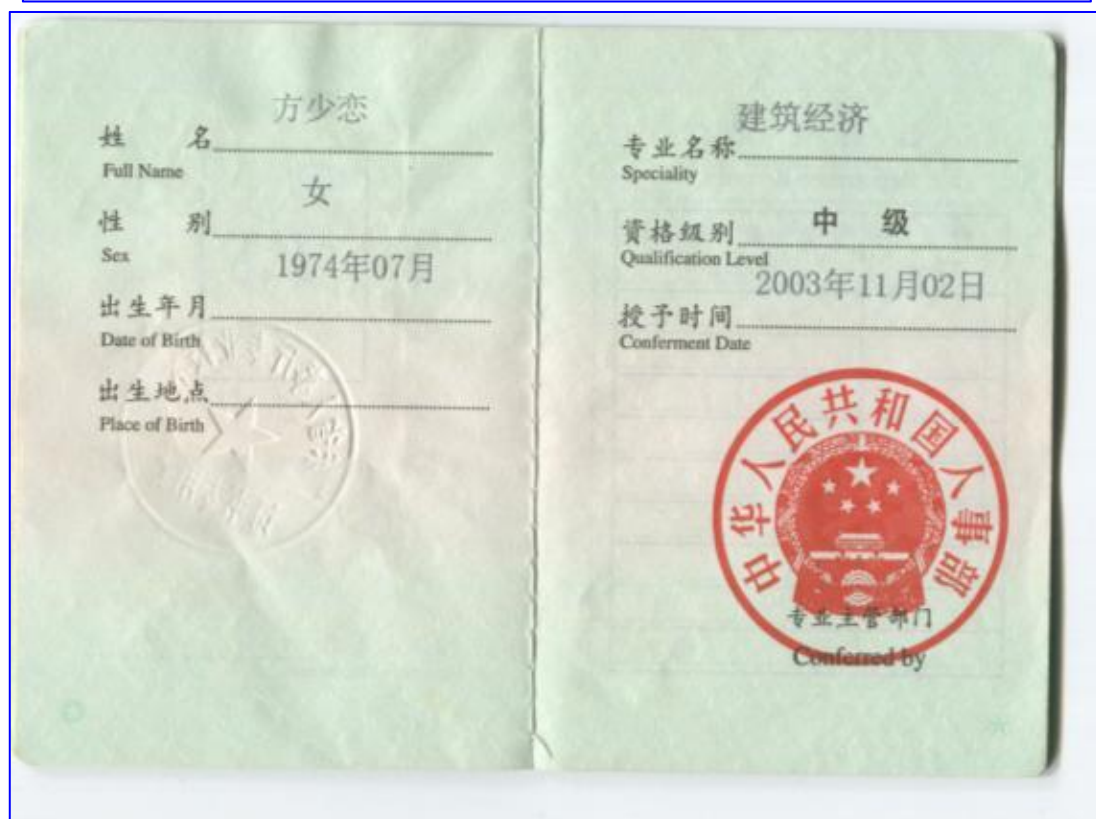 方少恋
姓 名
Full Name
女
性 别
Sex
1974年07月
出生年月
Date of Birth
出生地点
Place of Birth
建筑经济
专业名称
Speciality
中 级
资格级别
Qualification Level
2003年11月02日
授予时间
Conferment Date
中华人民共和国人事部
专业主管部门
Conferred by